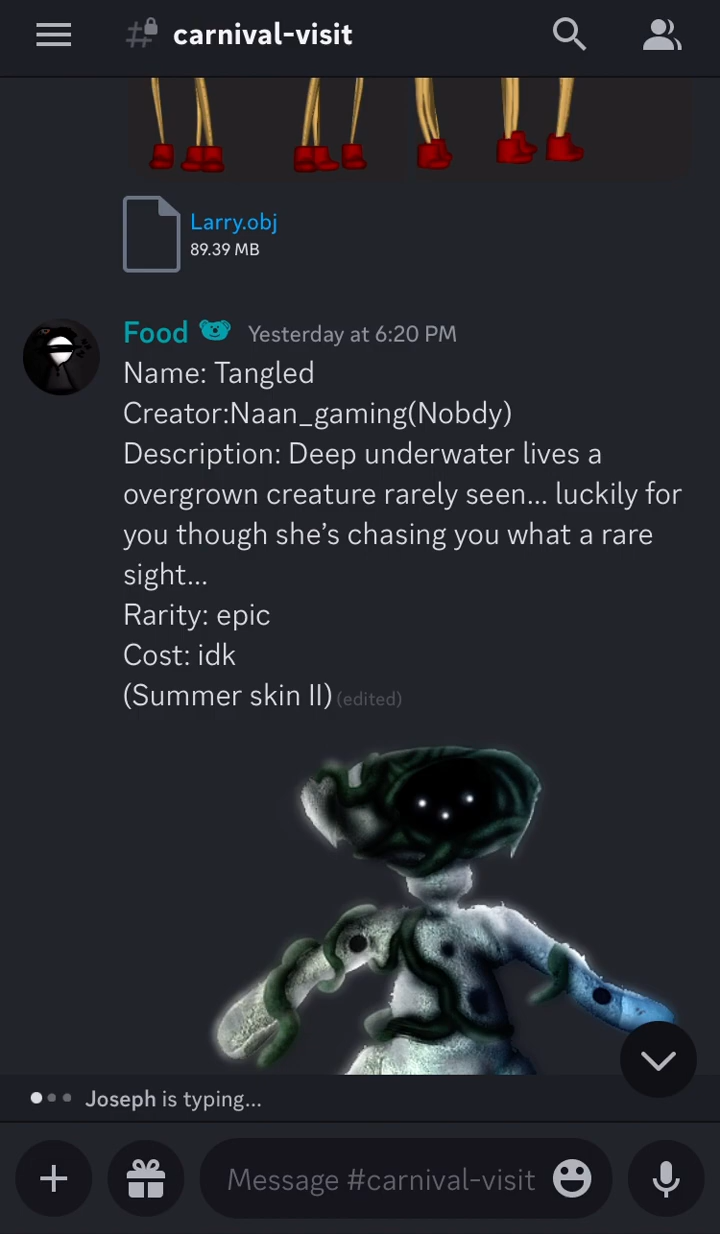 carnival-visit
Larry.obj
89.39 MB
Food Yesterday at 6:20 PM
Name: Tangled
Creator:Naan_gaming(Nobdy)
Description: Deep underwater lives a
overgrown creature rarely seen... luckily for
you though she’s chasing you what a rare
sight...
Rarity: epic
Cost: idk
(Summer skin II) (edited)
Joseph is typing...
Message #carnival-visit